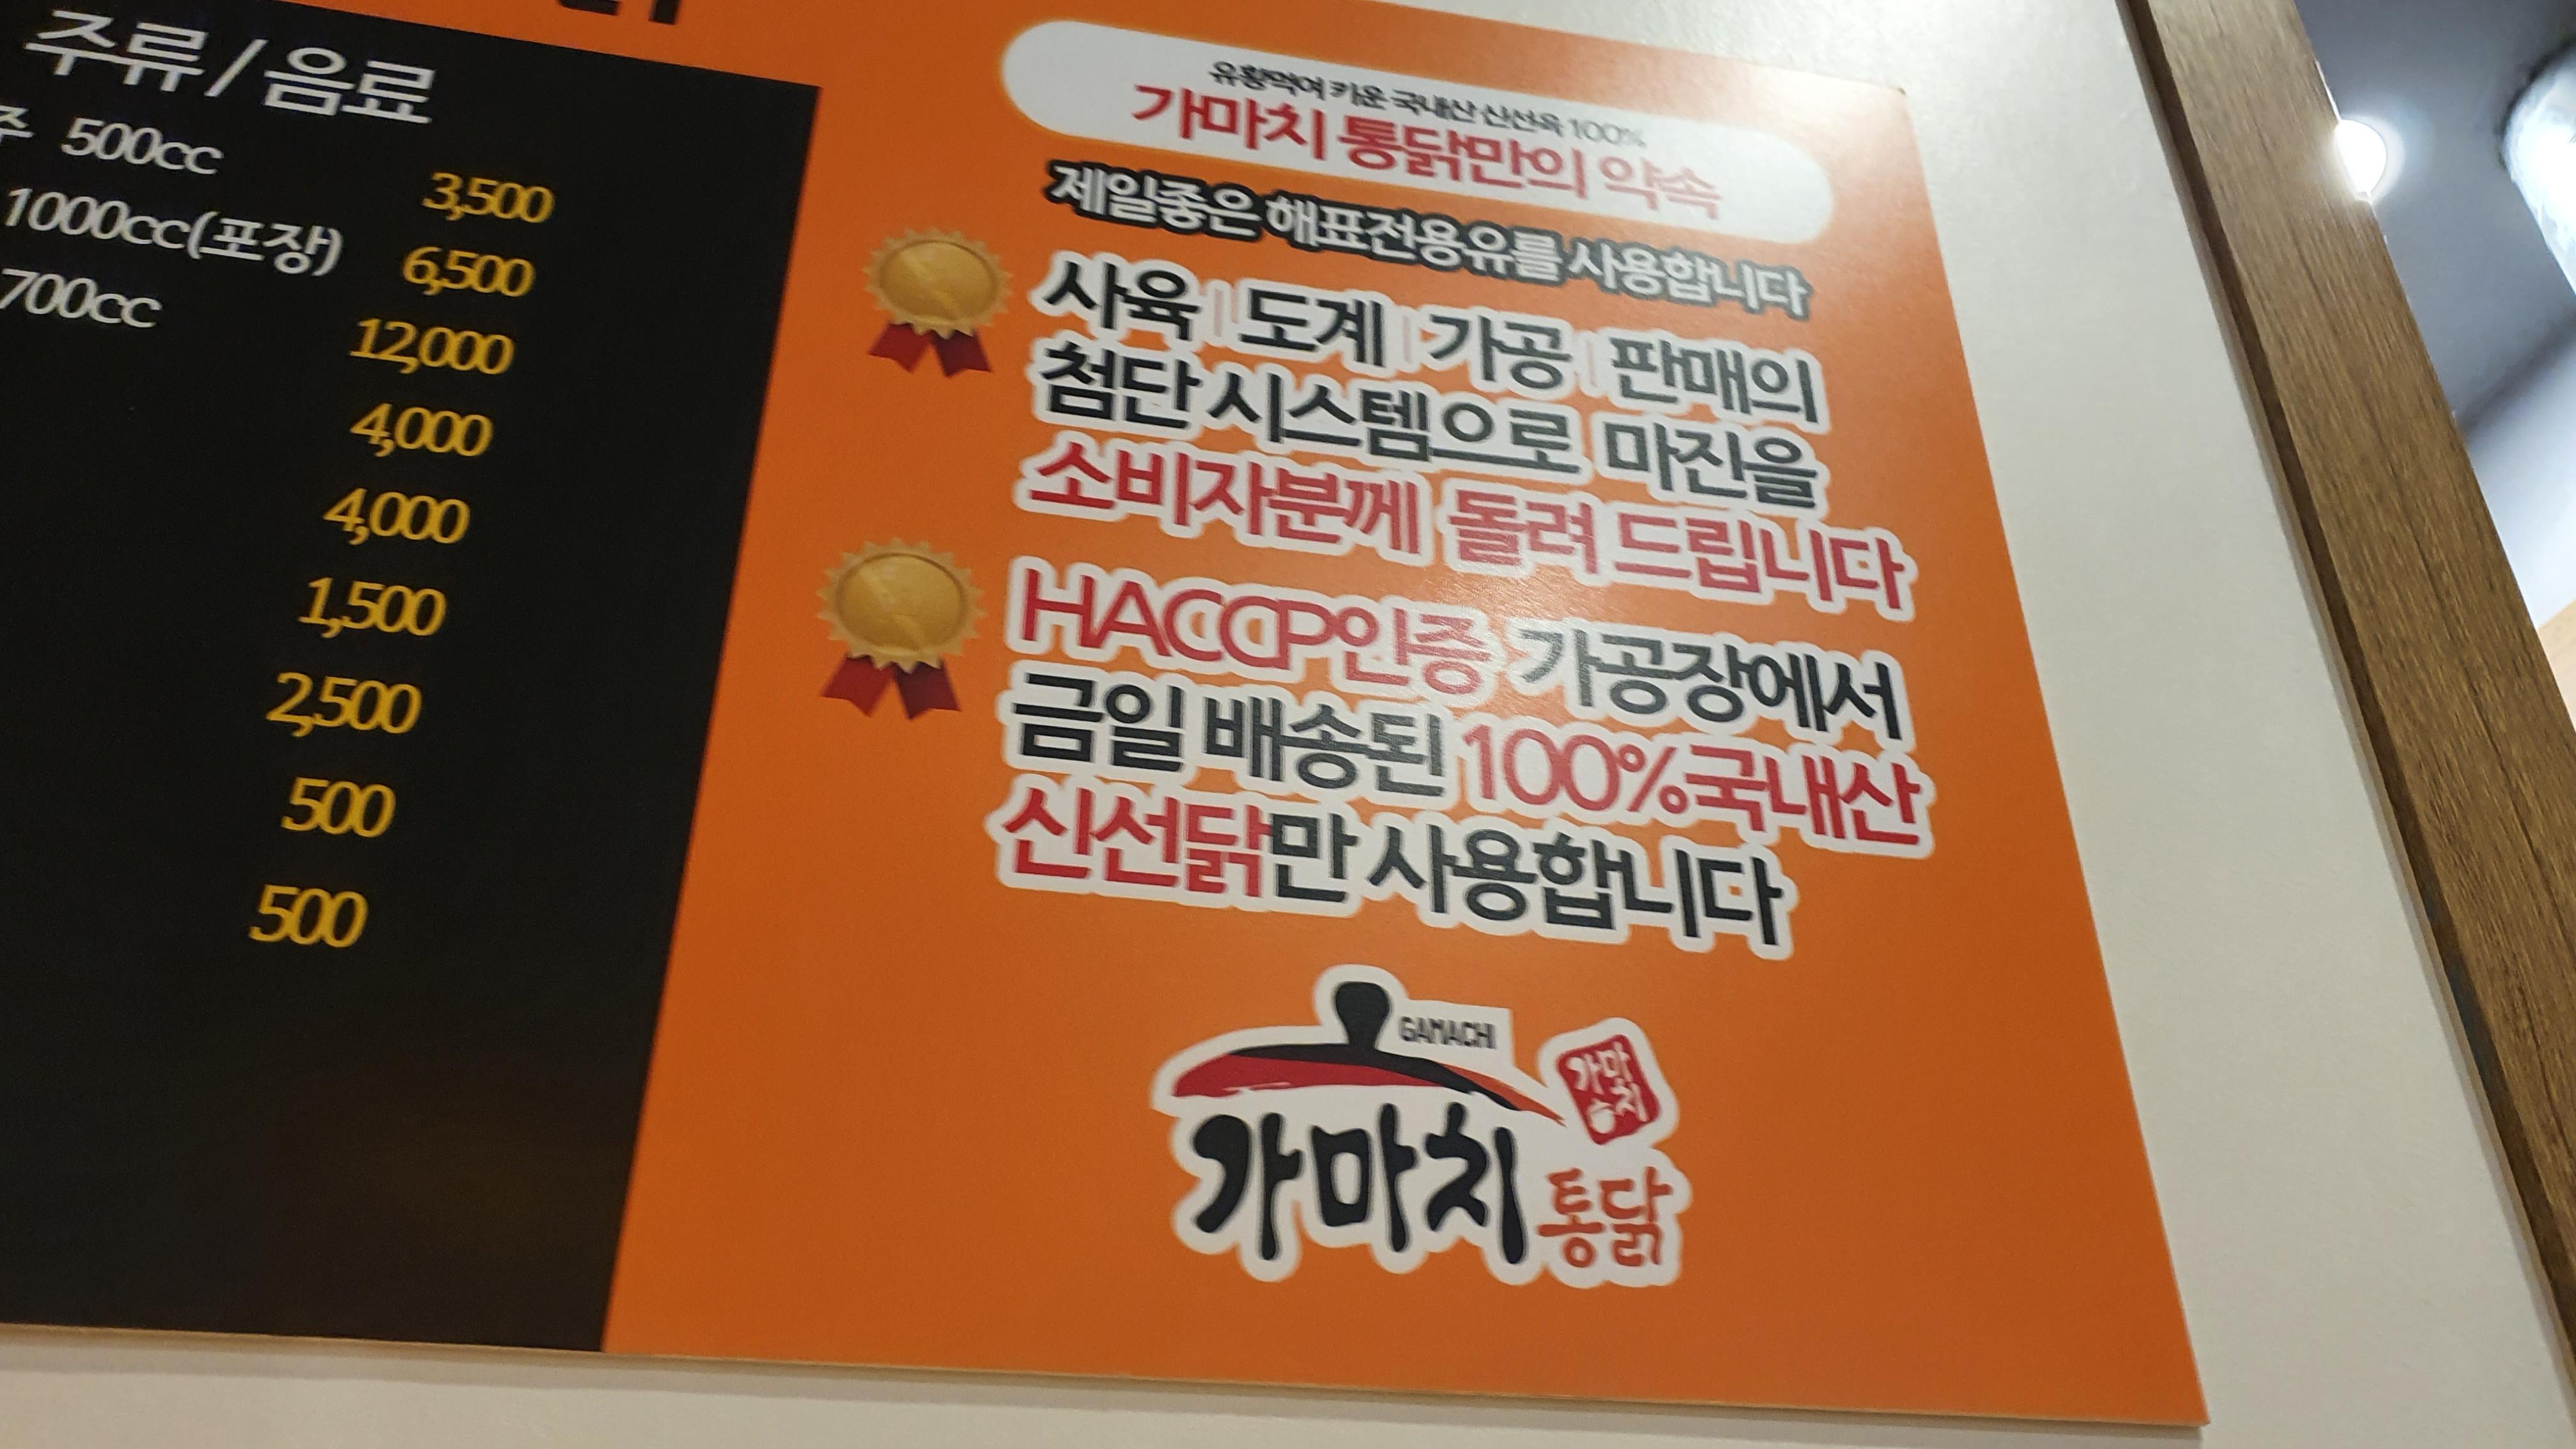 주류 / 음료
500cc 3,500
1000cc(포장) 6,500
700cc 12,000
4,000
4,000
1,500
2,500
500
500
유황먹여 키운 국내산 신선육 100%
가마치 통닭만의 약속
제일좋은 해표전용유를 사용합니다
사육 | 도계 | 가공 | 판매의
첨단 시스템으로 마진을
소비자분께 돌려 드립니다
HACCP인증 가공장에서
금일 배송된 100%국내산
신선닭만 사용합니다
GAMACHI
가마치
가마치 통닭